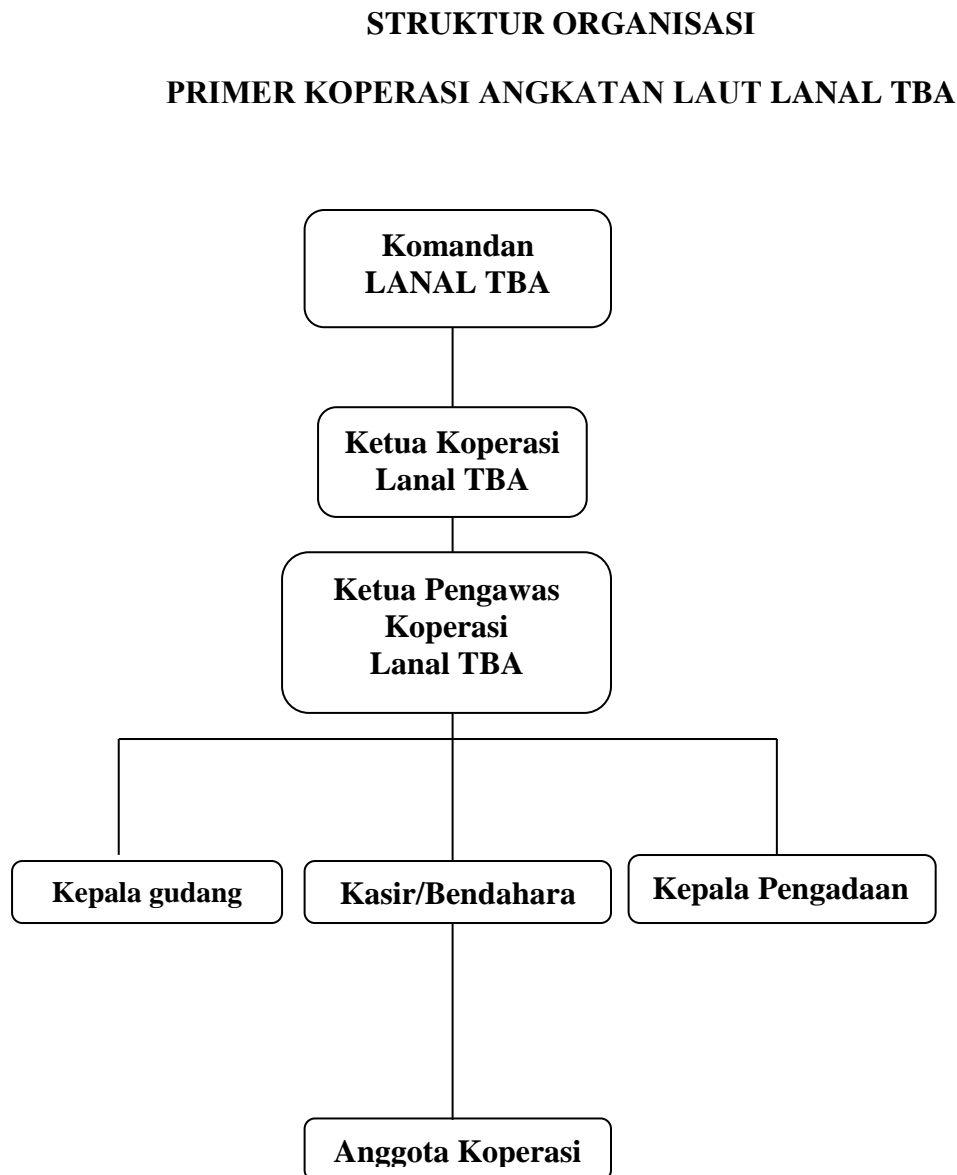 STRUKTUR ORGANISASI
PRIMER KOPERASI ANGKATAN LAUT LANAL TBA
Komandan
LANAL TBA
Ketua Koperasi
Lanal TBA
Ketua Pengawas
Koperasi
Lanal TBA
Kepala gudang
Kasir/Bendahara
Kepala Pengadaan
Anggota Koperasi